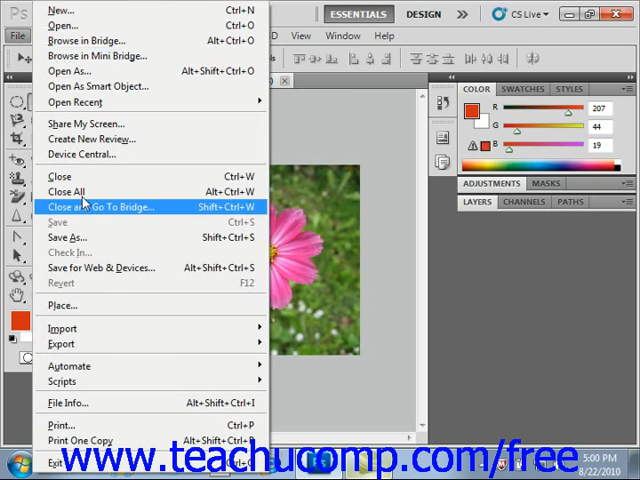 Ps
ESSENTIALS
DESIGN
CS Live
File
View
Window
Help
New... Ctrl+N
Open... Ctrl+O
Browse in Bridge... Alt+Ctrl+O
Browse in Mini Bridge...
Open As... Alt+Shift+Ctrl+O
Open As Smart Object...
Open Recent
Share My Screen...
Create New Review...
Device Central...
Close Ctrl+W
Close All Alt+Ctrl+W
Close and Go To Bridge... Shift+Ctrl+W
Save Ctrl+S
Save As... Shift+Ctrl+S
Check In...
Save for Web & Devices... Alt+Shift+Ctrl+S
Revert F12
Place...
Import
Export
Automate
Scripts
File Info... Alt+Shift+Ctrl+I
Print... Ctrl+P
Print One Copy Alt+Shift+Ctrl+P
Exit
COLOR SWATCHES STYLES
R 207
G 44
B 19
ADJUSTMENTS MASKS
LAYERS CHANNELS PATHS
www.teachucomp.com/free
5:00 PM
8/22/2010